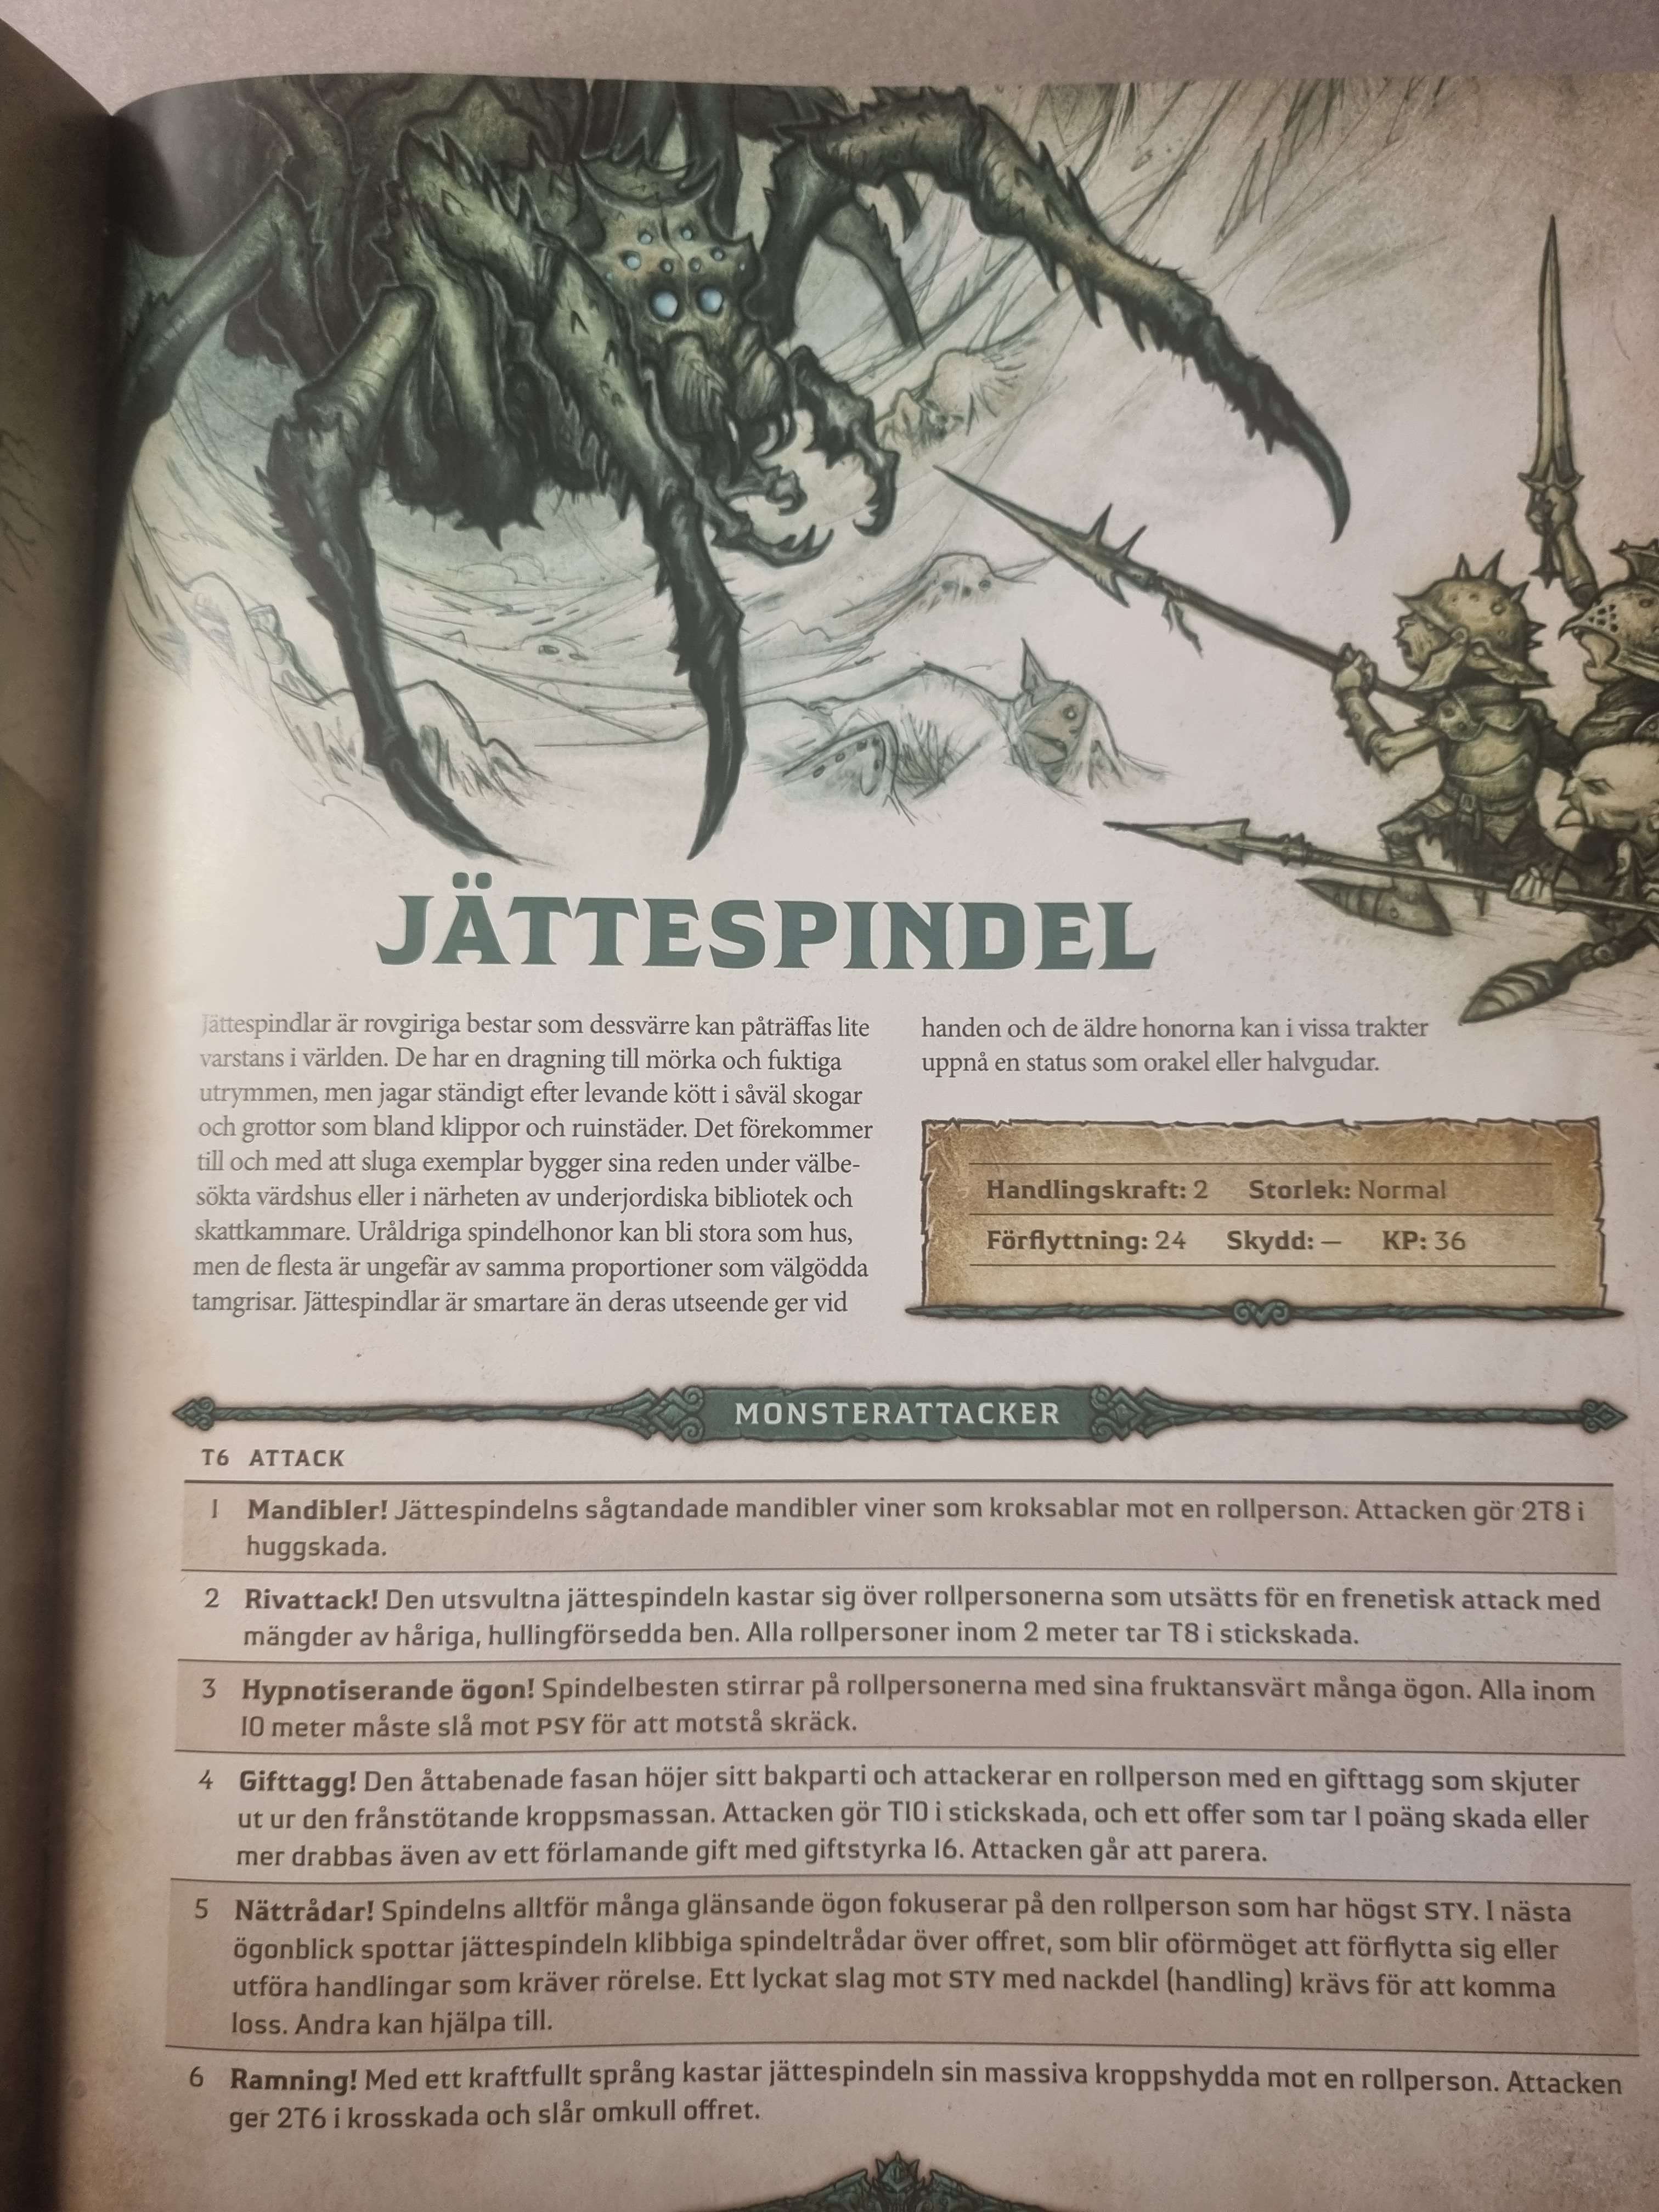 JÄTTESPINDEL
Jättespindlar är rovgiriga bestar som dessvärre kan påträffas lite
varstans i världen. De har en dragning till mörka och fuktiga
utrymmen, men jagar ständigt efter levande kött i såväl skogar
och grottor som bland klippor och ruinstäder. Det förekommer
till och med att sluga exemplar bygger sina reden under välbe-
sökta värdshus eller i närheten av underjordiska bibliotek och
skattkammare. Uråldriga spindelhonor kan bli stora som hus,
men de flesta är ungefär av samma proportioner som välgödda
tamgrisar. Jättespindlar är smartare än deras utseende ger vid
handen och de äldre honorna kan i vissa trakter
uppnå en status som orakel eller halvgudar.
Handlingskraft: 2 Storlek: Normal
Förflyttning: 24 Skydd: — KP: 36
MONSTERATTACKER
T6 ATTACK
1 Mandibler! Jättespindelns sågtandade mandibler viner som kroksablar mot en rollperson. Attacken gör 2T8 i
huggskada.
2 Rivattack! Den utsvultna jättespindeln kastar sig över rollpersonerna som utsätts för en frenetisk attack med
mängder av håriga, hullingförsedda ben. Alla rollpersoner inom 2 meter tar T8 i stickskada.
3 Hypnotiserande ögon! Spindelbesten stirrar på rollpersonerna med sina fruktansvärt många ögon. Alla inom
10 meter måste slå mot PSY för att motstå skräck.
4 Gifttagg! Den åttabenade fasan höjer sitt bakparti och attackerar en rollperson med en gifttagg som skjuter
ut ur den frånstötande kroppsmassan. Attacken gör T10 i stickskada, och ett offer som tar 1 poäng skada eller
mer drabbas även av ett förlamande gift med giftstyrka 16. Attacken går att parera.
5 Nättrådar! Spindelns alltför många glänsande ögon fokuserar på den rollperson som har högst STY. I nästa
ögonblick spottar jättespindeln klibbiga spindeltrådar över offret, som blir oförmöget att förflytta sig eller
utföra handlingar som kräver rörelse. Ett lyckat slag mot STY med nackdel (handling) krävs för att komma
loss. Andra kan hjälpa till.
6 Ramning! Med ett kraftfullt språng kastar jättespindeln sin massiva kroppshydda mot en rollperson. Attacken
ger 2T6 i krosskada och slår omkull offret.